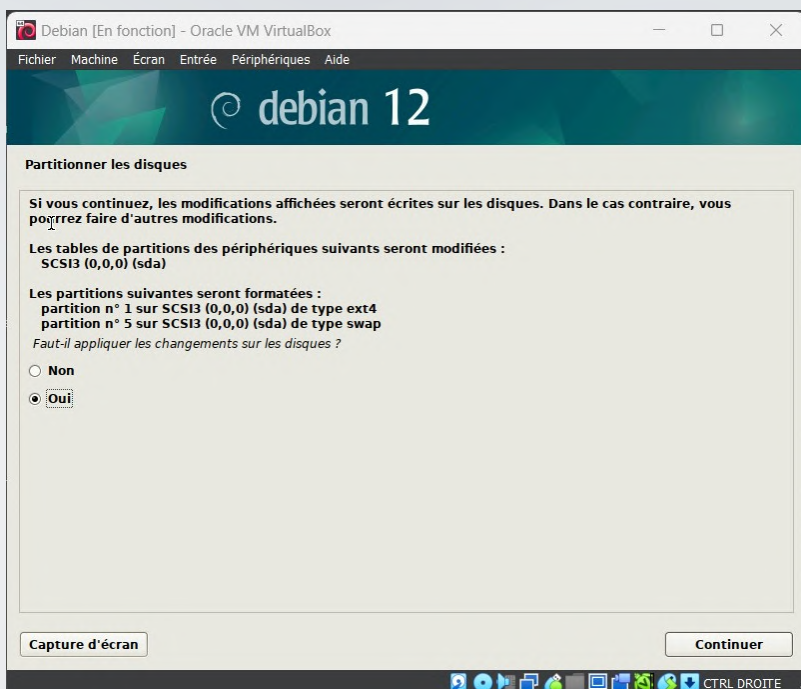 Debian [En fonction] - Oracle VM VirtualBox
Fichier Machine Écran Entrée Périphériques Aide
debian 12
Partitionner les disques
Si vous continuez, les modifications affichées seront écrites sur les disques. Dans le cas contraire, vous
pourrez faire d'autres modifications.
Les tables de partitions des périphériques suivants seront modifiées :
SCSI3 (0,0,0) (sda)
Les partitions suivantes seront formatées :
partition n° 1 sur SCSI3 (0,0,0) (sda) de type ext4
partition n° 5 sur SCSI3 (0,0,0) (sda) de type swap
Faut-il appliquer les changements sur les disques ?
Non
Oui
Capture d'écran
Continuer
CTRL DROITE